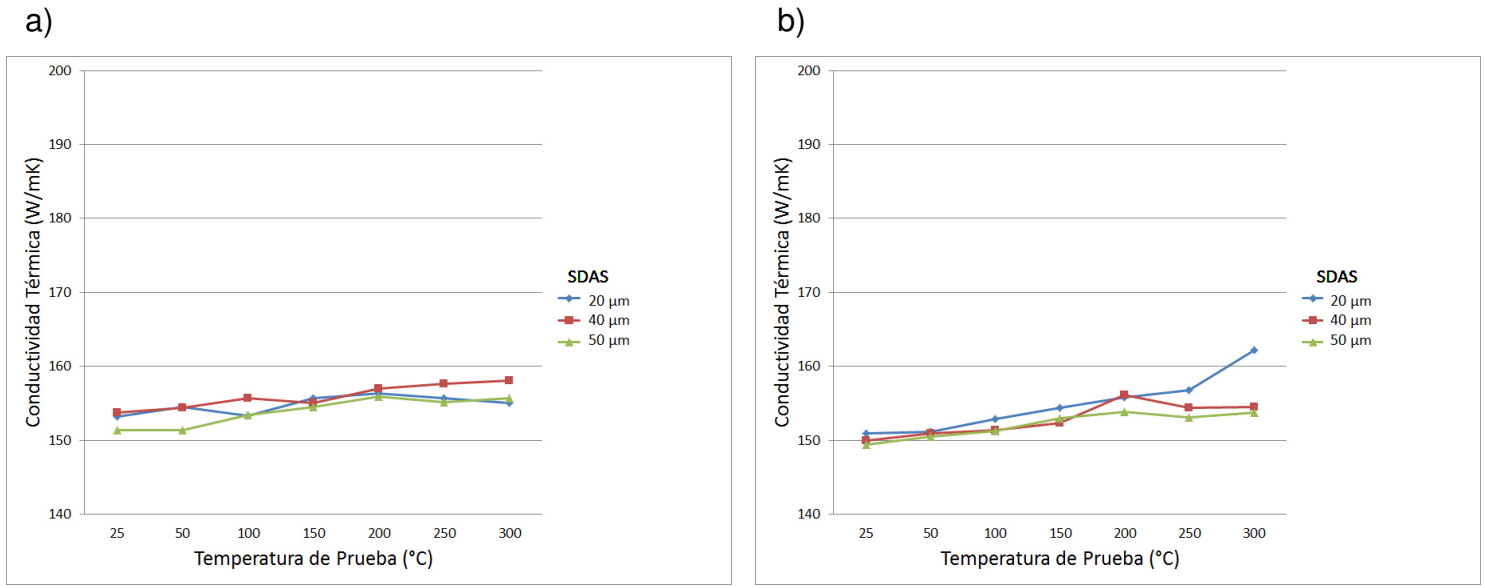 a)
200
190
180
170
160
150
140
Conductividad Térmica (W/mK)
25 50 100 150 200 250 300
Temperatura de Prueba (°C)
SDAS
20 µm
40 µm
50 µm
b)
200
190
180
170
160
150
140
Conductividad Térmica (W/mK)
25 50 100 150 200 250 300
Temperatura de Prueba (°C)
SDAS
20 µm
40 µm
50 µm